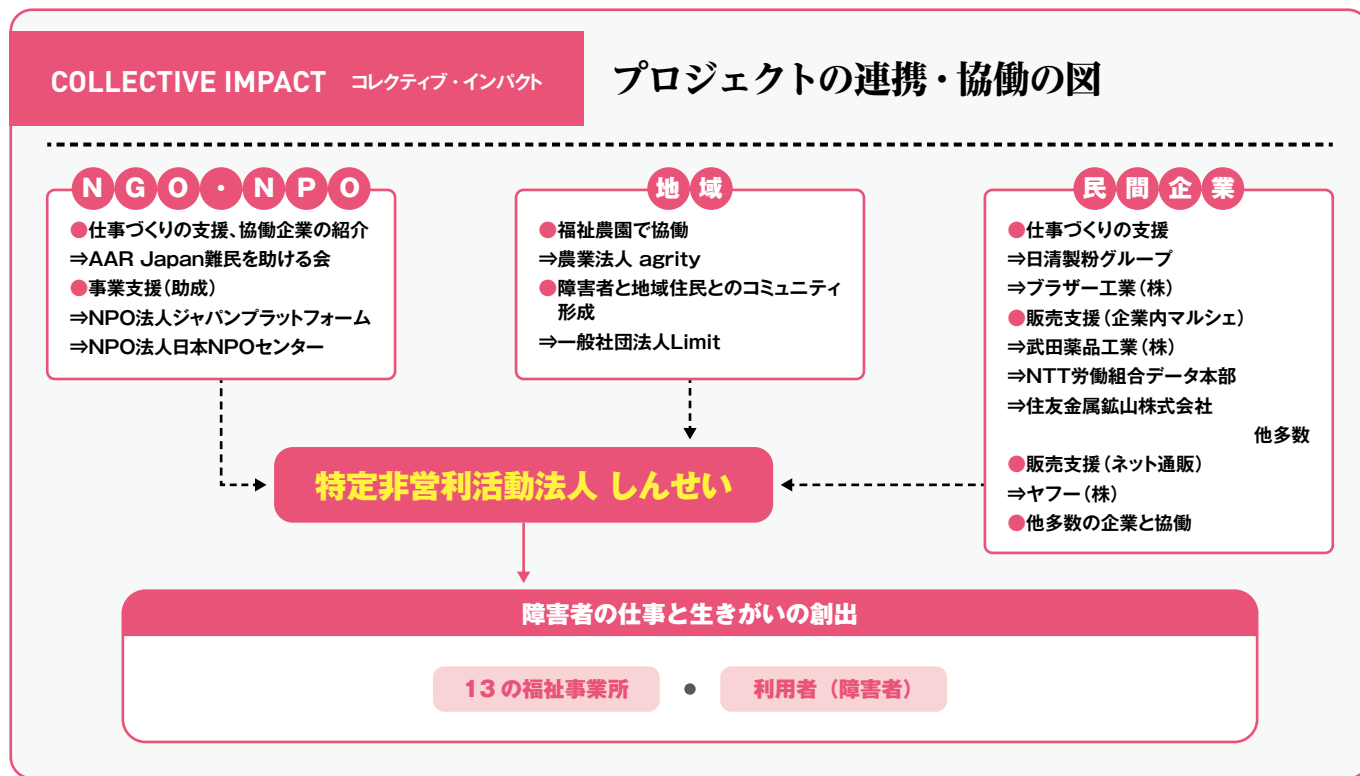 COLLECTIVE IMPACT コレクティブ・インパクト
プロジェクトの連携・協働の図
NGO・NPO
●仕事づくりの支援、協働企業の紹介
⇒AAR Japan難民を助ける会
●事業支援（助成）
⇒NPO法人ジャパンプラットフォーム
⇒NPO法人日本NPOセンター
地域
●福祉農園で協働
⇒農業法人 agrity
●障害者と地域住民とのコミュニティ
形成
⇒一般社団法人Limit
民間企業
●仕事づくりの支援
⇒日清製粉グループ
⇒ブラザー工業（株）
●販売支援（企業内マルシェ）
⇒武田薬品工業（株）
⇒NTT労働組合データ本部
⇒住友金属鉱山株式会社
他多数
●販売支援（ネット通販）
⇒ヤフー（株）
●他多数の企業と協働
特定非営利活動法人 しんせい
障害者の仕事と生きがいの創出
13の福祉事業所 ● 利用者（障害者）